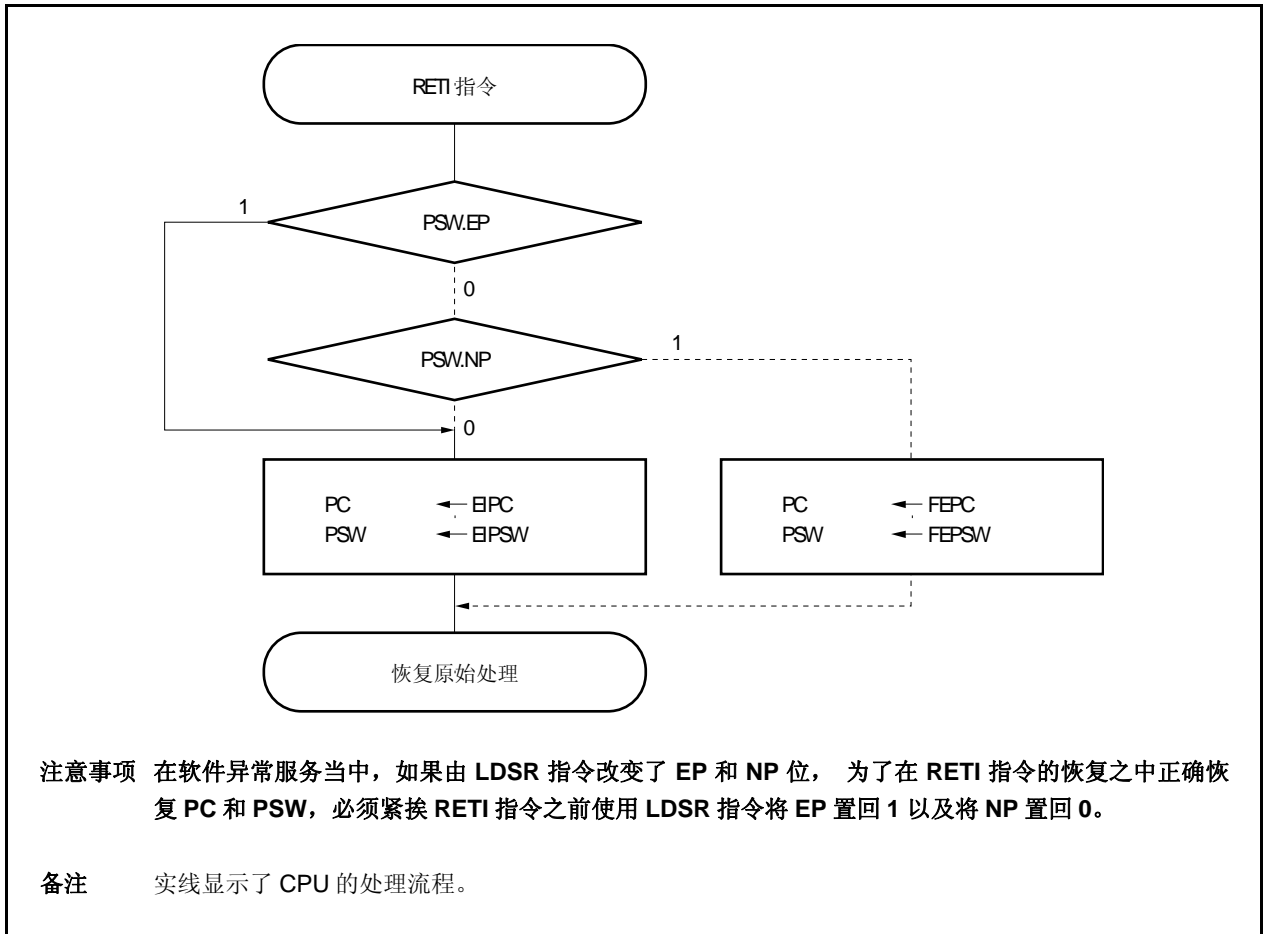 RETI 指令
1
PSW.EP
0
PSW.NP
1
0
PC ← EIPC
PSW ← EIPSW
PC ← FEPC
PSW ← FEPSW
恢复原始处理
注意事项 在软件异常服务当中，如果由 LDSR 指令改变了 EP 和 NP 位， 为了在 RETI 指令的恢复之中正确恢
复 PC 和 PSW，必须紧挨 RETI 指令之前使用 LDSR 指令将 EP 置回 1 以及将 NP 置回 0。
备注 实线显示了 CPU 的处理流程。